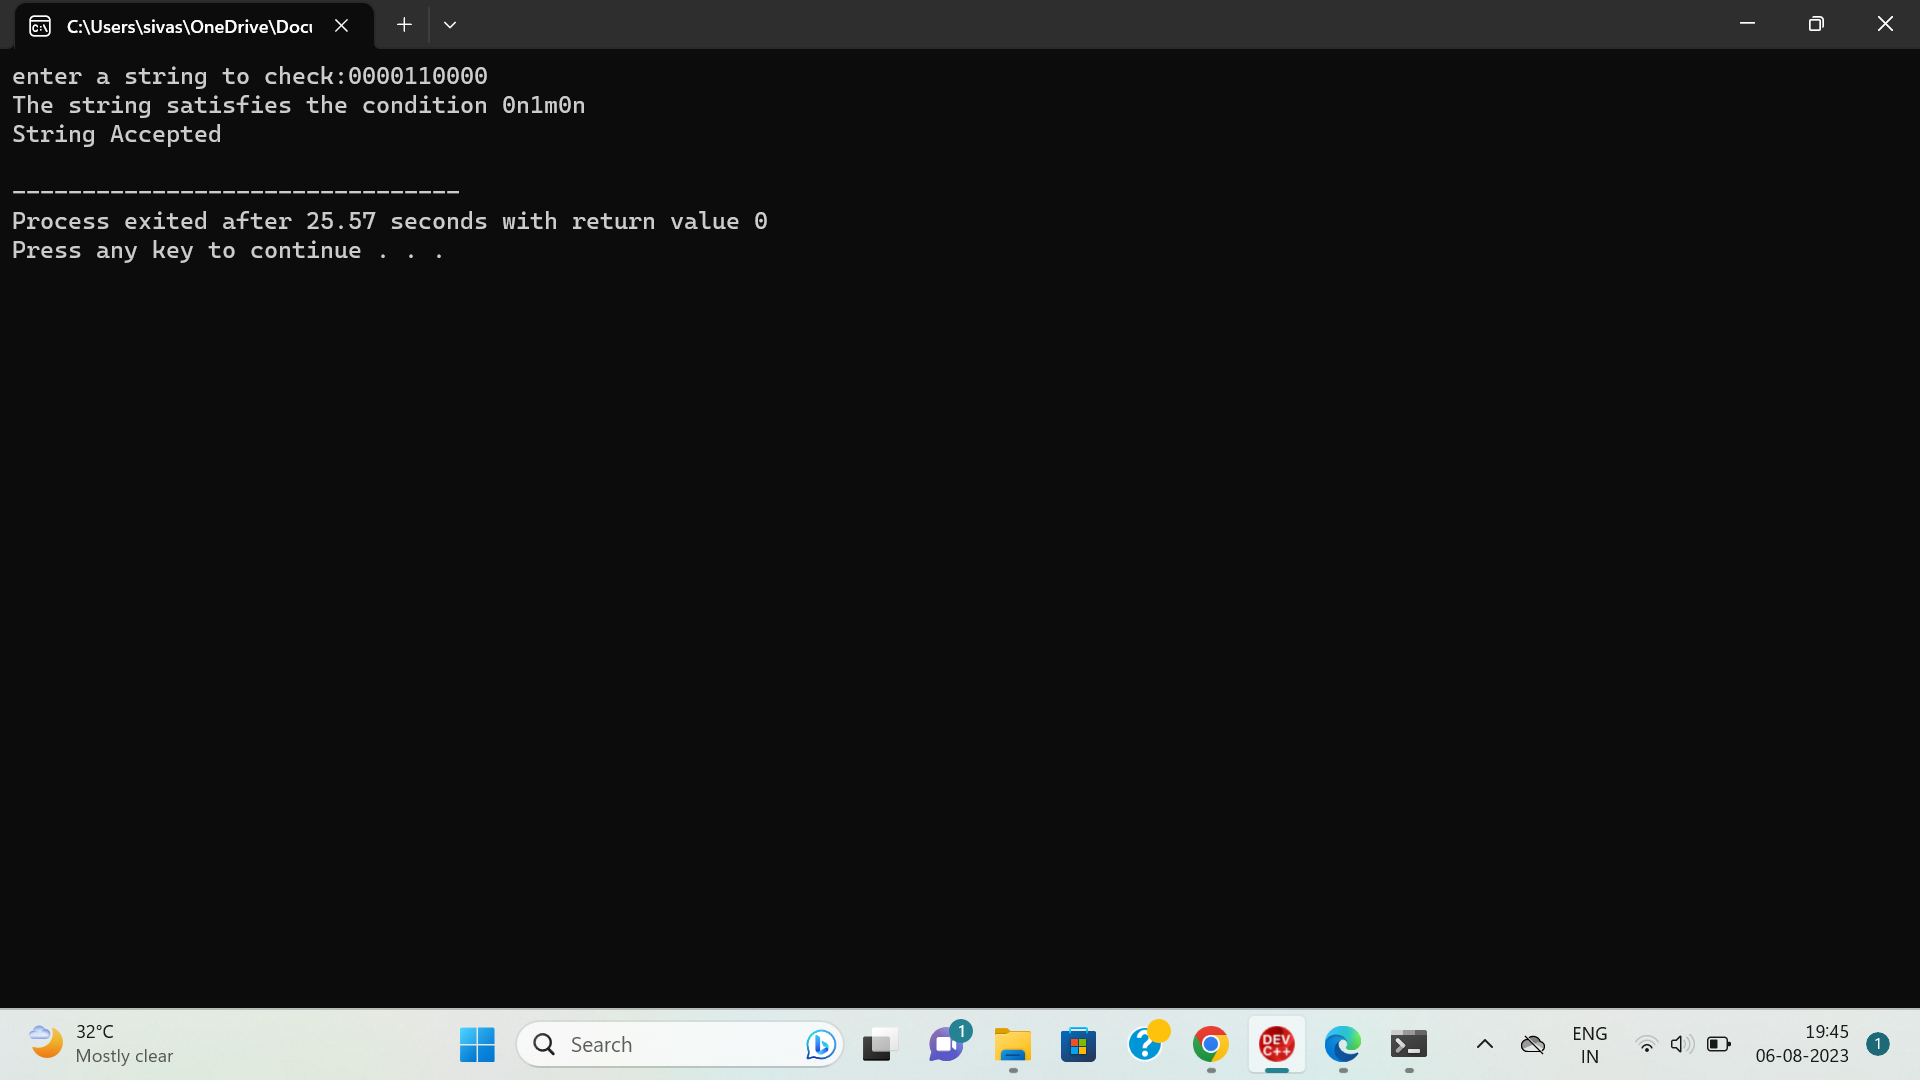 C:\Users\sivas\OneDrive\Docu
enter a string to check:0000110000
The string satisfies the condition 0n1m0n
String Accepted
--------------------------------
Process exited after 25.57 seconds with return value 0
Press any key to continue . . .
32°C
Mostly clear
Search
1
DEV
C++
ENG
IN
19:45
06-08-2023
1